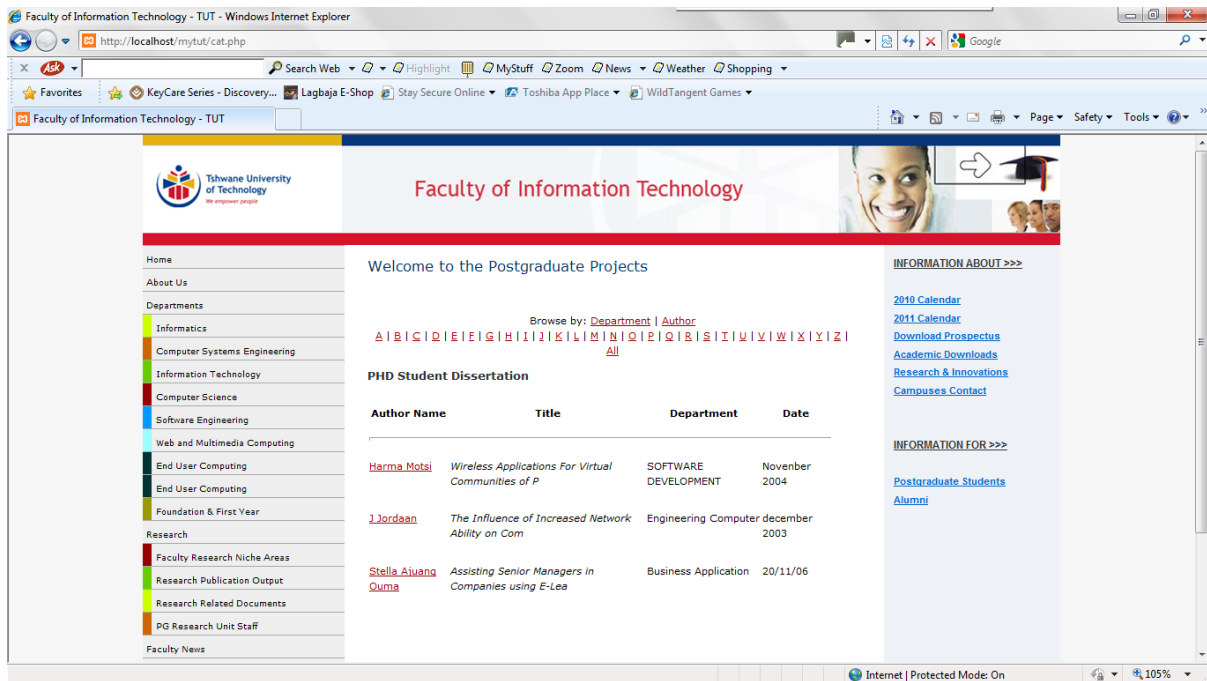 Faculty of Information Technology - TUT - Windows Internet Explorer
http://localhost/mytut/cat.php
Google
x Ask
Search Web
Highlight
MyStuff
Zoom
News
Weather
Shopping
Favorites
KeyCare Series - Discovery...
Lagbaja E-Shop
Stay Secure Online
Toshiba App Place
WildTangent Games
Faculty of Information Technology - TUT
Page
Safety
Tools
Tshwane University
of Technology
We empower people
Faculty of Information Technology
Home
About Us
Departments
Informatics
Computer Systems Engineering
Information Technology
Computer Science
Software Engineering
Web and Multimedia Computing
End User Computing
End User Computing
Foundation & First Year
Research
Faculty Research Niche Areas
Research Publication Output
Research Related Documents
PG Research Unit Staff
Faculty News
Welcome to the Postgraduate Projects
Browse by: Department | Author
A | B | C | D | E | F | G | H | I | J | K | L | M | N | O | P | Q | R | S | T | U | V | W | X | Y | Z |
All
PHD Student Dissertation
Author Name Title Department Date
Harma Motsi Wireless Applications For Virtual SOFTWARE Novenber
Communities of P DEVELOPMENT 2004
J Jordaan The Influence of Increased Network Engineering Computer december
Ability on Com 2003
Stella Ajuang Assisting Senior Managers in Business Application 20/11/06
Ouma Companies using E-Lea
INFORMATION ABOUT >>>
2010 Calendar
2011 Calendar
Download Prospectus
Academic Downloads
Research & Innovations
Campuses Contact
INFORMATION FOR >>>
Postgraduate Students
Alumni
Internet | Protected Mode: On
105%